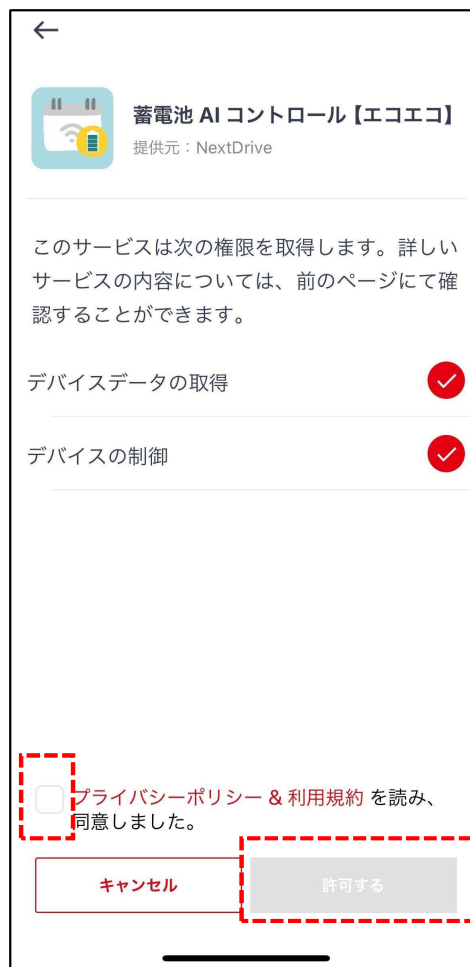 蓄電池 AI コントロール【エコエコ】
提供元：NextDrive
このサービスは次の権限を取得します。詳しい
サービスの内容については、前のページにて確
認することができます。
デバイスデータの取得
デバイスの制御
プライバシーポリシー & 利用規約 を読み、
同意しました。
キャンセル
許可する